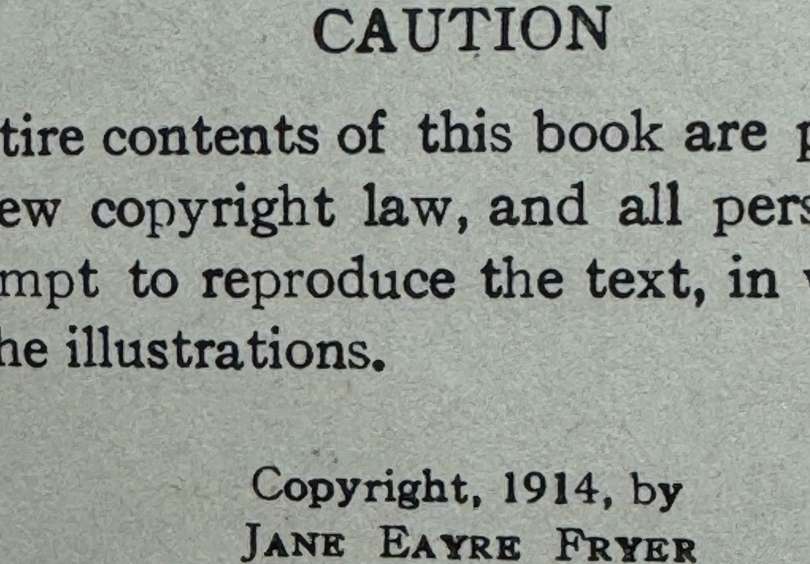 CAUTION
tire contents of this book are p
ew copyright law, and all pers
mpt to reproduce the text, in
he illustrations.
Copyright, 1914, by
JANE EAYRE FRYER